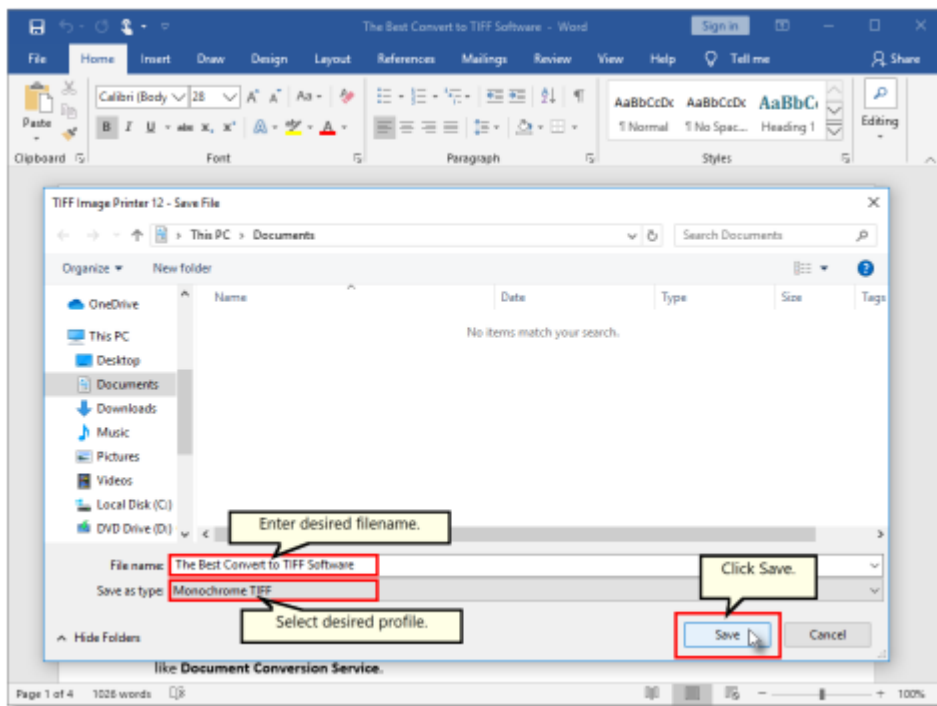 The Best Convert to TIFF Software - Word
Sign in
File Home Insert Draw Design Layout References Mailings Review View Help Tell me Share
Calibri (Body 28 Aa
Paste
B I U abc X, X'
AaBbCcDc AaBbCcDc AaBbC
¶ Normal ¶ No Spac... Heading 1
Editing
Clipboard Font Paragraph Styles
TIFF Image Printer 12 - Save File
This PC > Documents
Search Documents
Organize New folder
Name Date Type Size Tags
No items match your search.
OneDrive
This PC
Desktop
Documents
Downloads
Music
Pictures
Videos
Local Disk (C:)
DVD Drive (D:)
Enter desired filename.
File name: The Best Convert to TIFF Software
Click Save.
Save as type: Monochrome TIFF
Select desired profile.
Hide Folders
Save Cancel
like Document Conversion Service.
Page 1 of 4 1026 words
100%